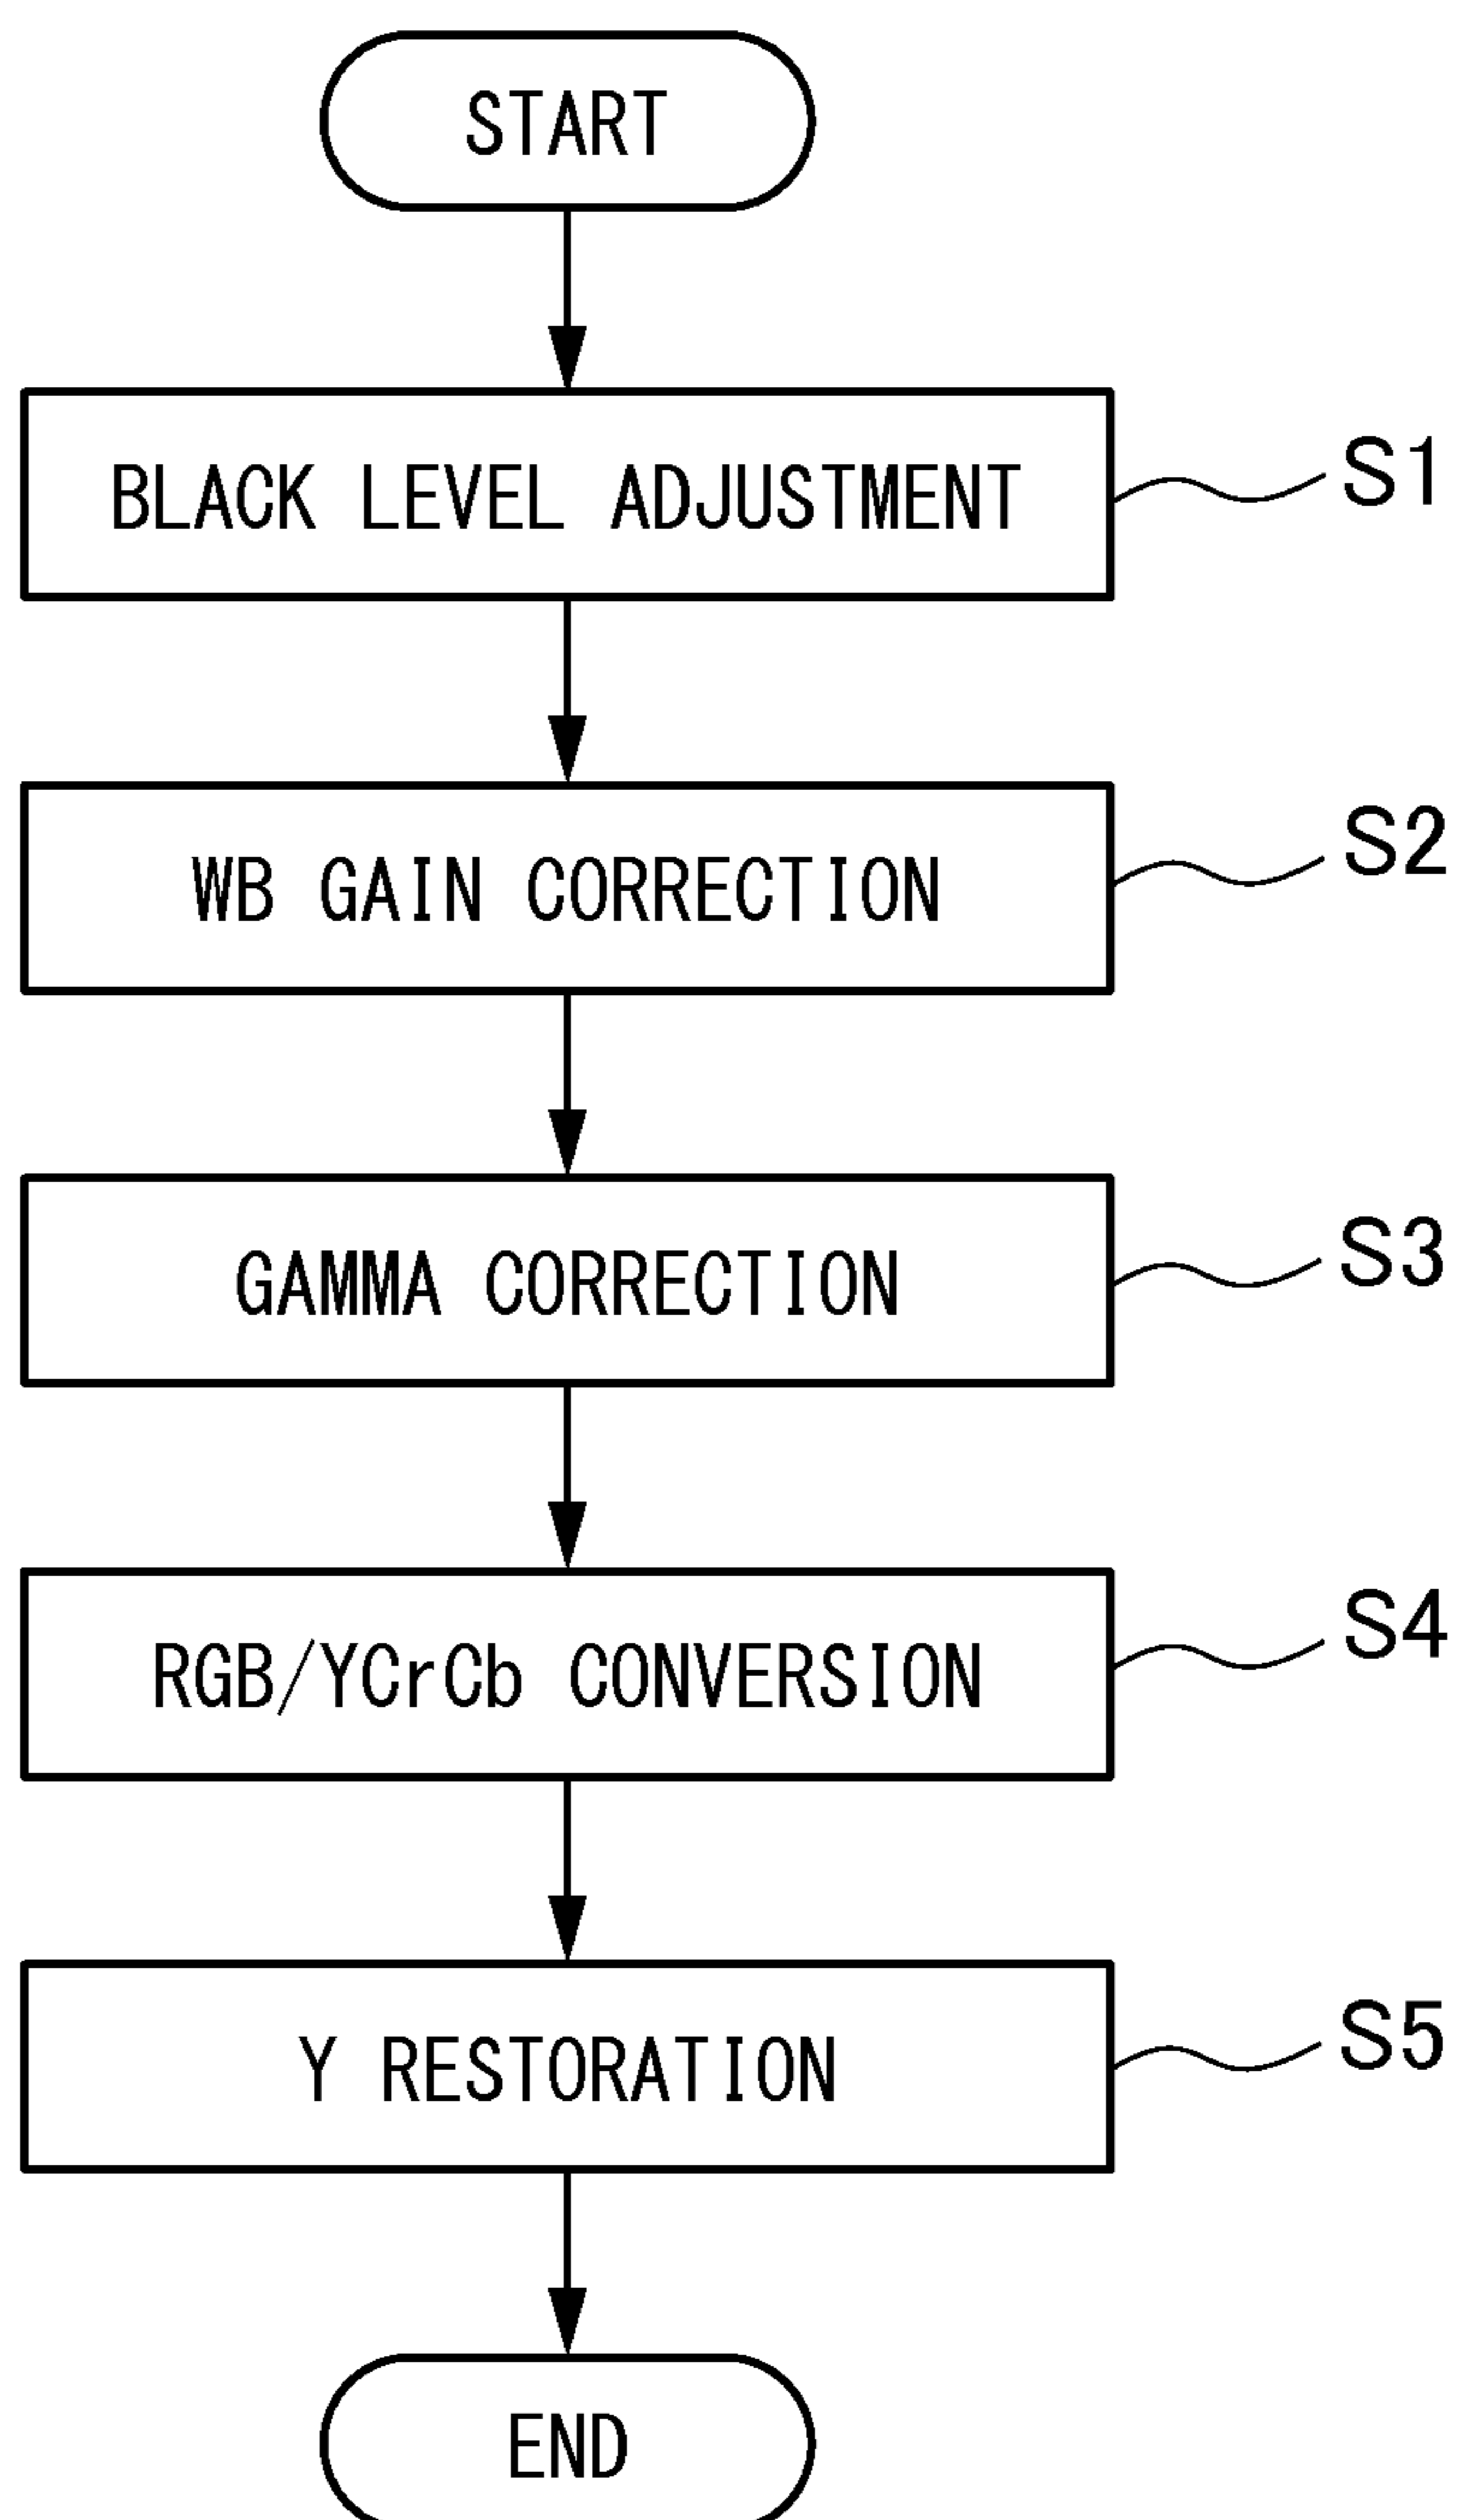 START
BLACK LEVEL ADJUSTMENT
S1
WB GAIN CORRECTION
S2
GAMMA CORRECTION
S3
RGB/YCrCb CONVERSION
S4
Y RESTORATION
S5
END